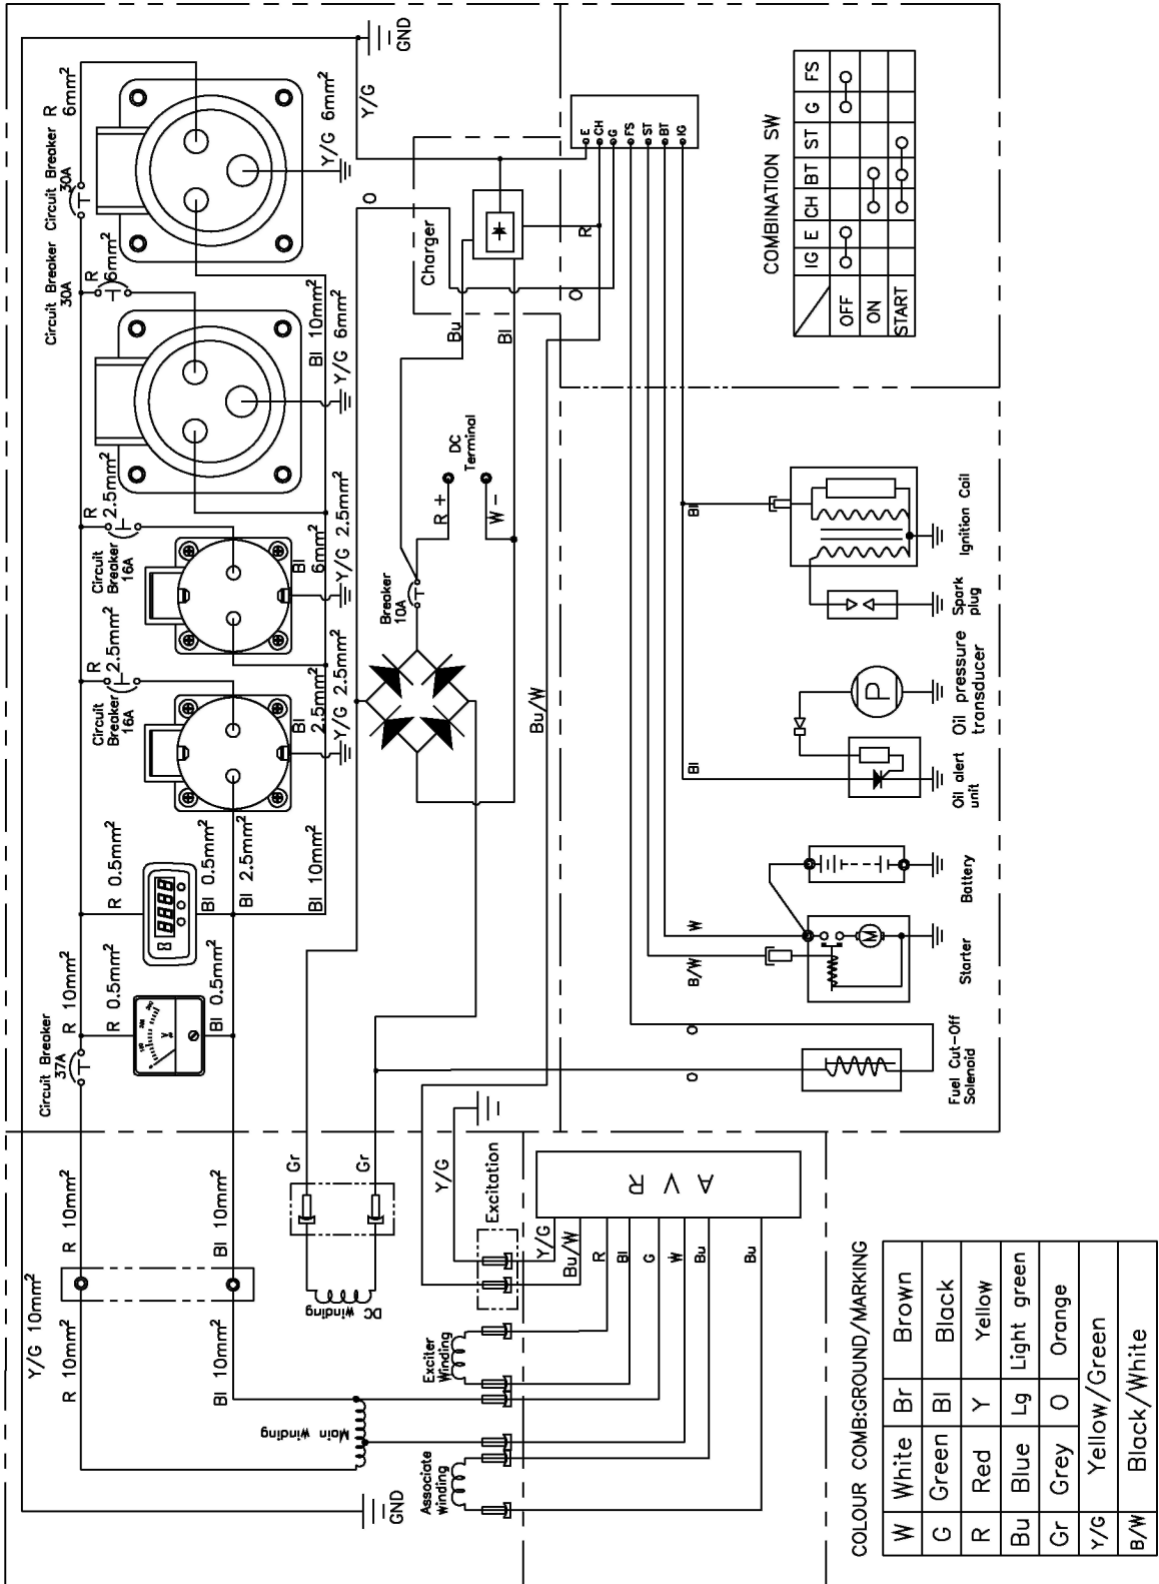 GND
Circuit Breaker
30A
R
6mm²
Y/G 6mm²
Y/G
Circuit Breaker
30A
R
6mm²
Bl 10mm²
Y/G 6mm²
O
Charger
E
CH
G
FS
ST
BT
IG
R
O
Bu
Bl
COMBINATION SW
IG E CH BT ST G FS
OFF
ON
START
Circuit
Breaker
16A
R
2.5mm²
Bl
6mm²
Y/G 2.5mm²
DC
Terminal
R +
W -
Breaker
10A
Circuit
Breaker
16A
R
2.5mm²
Bl
2.5mm²
Y/G 2.5mm²
Bu/W
Bl
Ignition Coil
Spark
plug
P
Oil pressure
transducer
Bl
Oil alert
unit
R 0.5mm²
Bl 0.5mm²
Bl 2.5mm²
Bl 10mm²
8888
Battery
W
B/W
M
Starter
R 10mm²
R 0.5mm²
Bl 0.5mm²
V
Circuit Breaker
37A
O
O
Fuel Cut-Off
Solenoid
Y/G 10mm²
R 10mm²
Bl 10mm²
Gr
Gr
Y/G
Excitation
DC
winding
A V R
Y/G
Bu/W
R
Bl
G
W
Bu
Bu
R 10mm²
Bl 10mm²
Main winding
Exciter
Winding
Associate
winding
GND
COLOUR COMB:GROUND/MARKING
W White Br Brown
G Green Bl Black
R Red Y Yellow
Bu Blue Lg Light green
Gr Grey O Orange
Y/G Yellow/Green
B/W Black/White